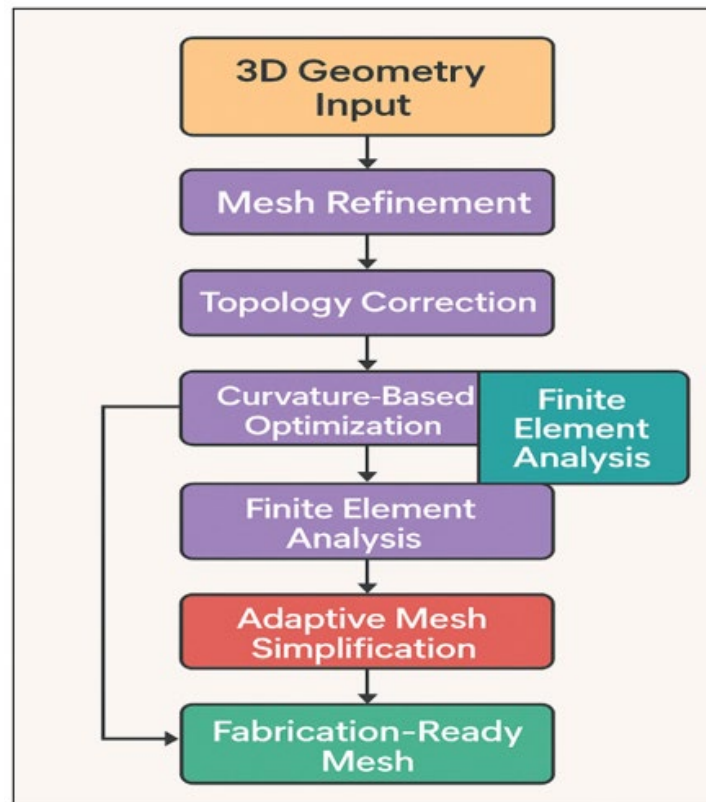 3D Geometry
Input
Mesh Refinement
Topology Correction
Curvature-Based
Optimization
Finite
Element
Analysis
Finite Element
Analysis
Adaptive Mesh
Simplification
Fabrication-Ready
Mesh